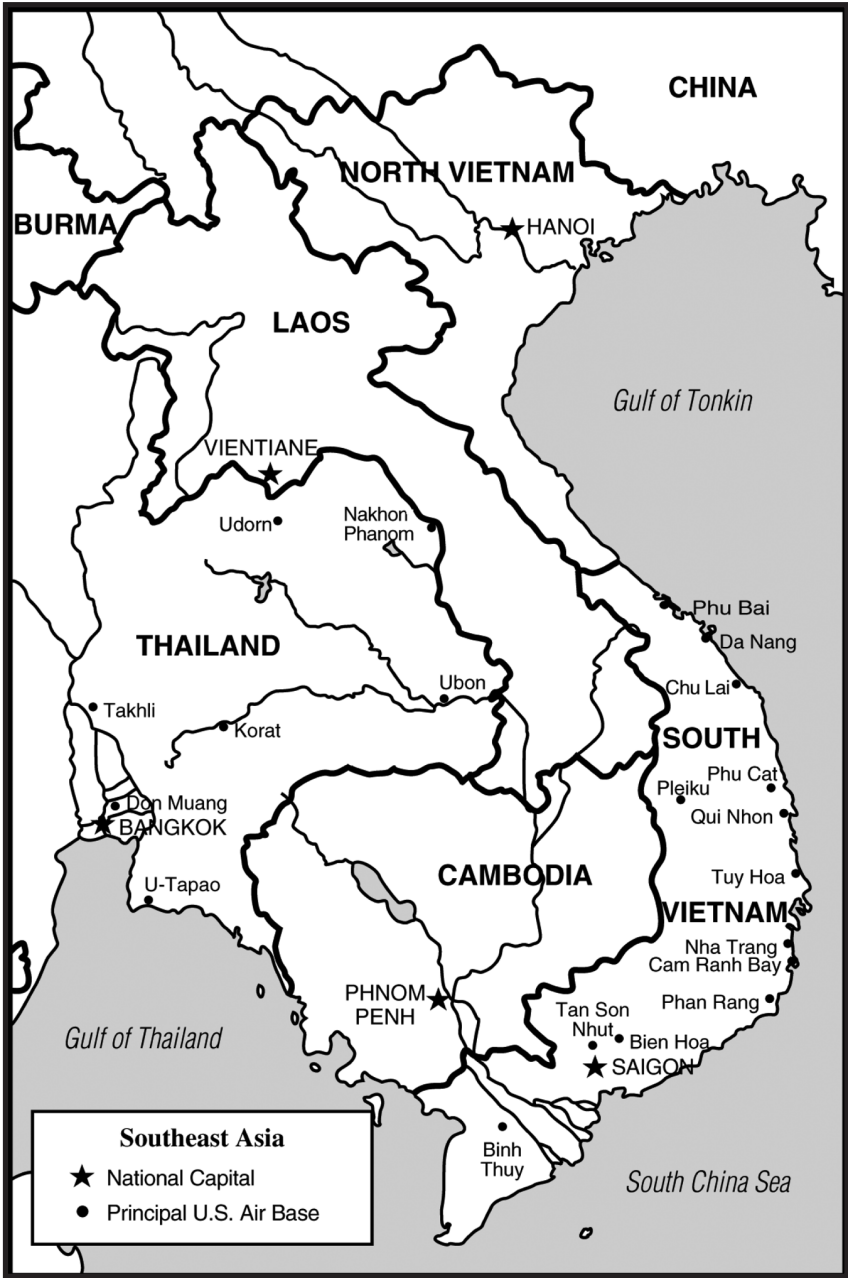 CHINA
NORTH VIETNAM
BURMA
HANOI
LAOS
Gulf of Tonkin
VIENTIANE
Udorn
Nakhon
Phanom
Phu Bai
Da Nang
THAILAND
Ubon
Chu Lai
Takhli
Korat
SOUTH
Phu Cat
Pleiku
Don Muang
Qui Nhon
BANGKOK
CAMBODIA
Tuy Hoa
U-Tapao
VIETNAM
Nha Trang
Cam Ranh Bay
PHNOM
PENH
Phan Rang
Tan Son
Nhut
Gulf of Thailand
Bien Hoa
SAIGON
Southeast Asia
National Capital
Principal U.S. Air Base
Binh
Thuy
South China Sea